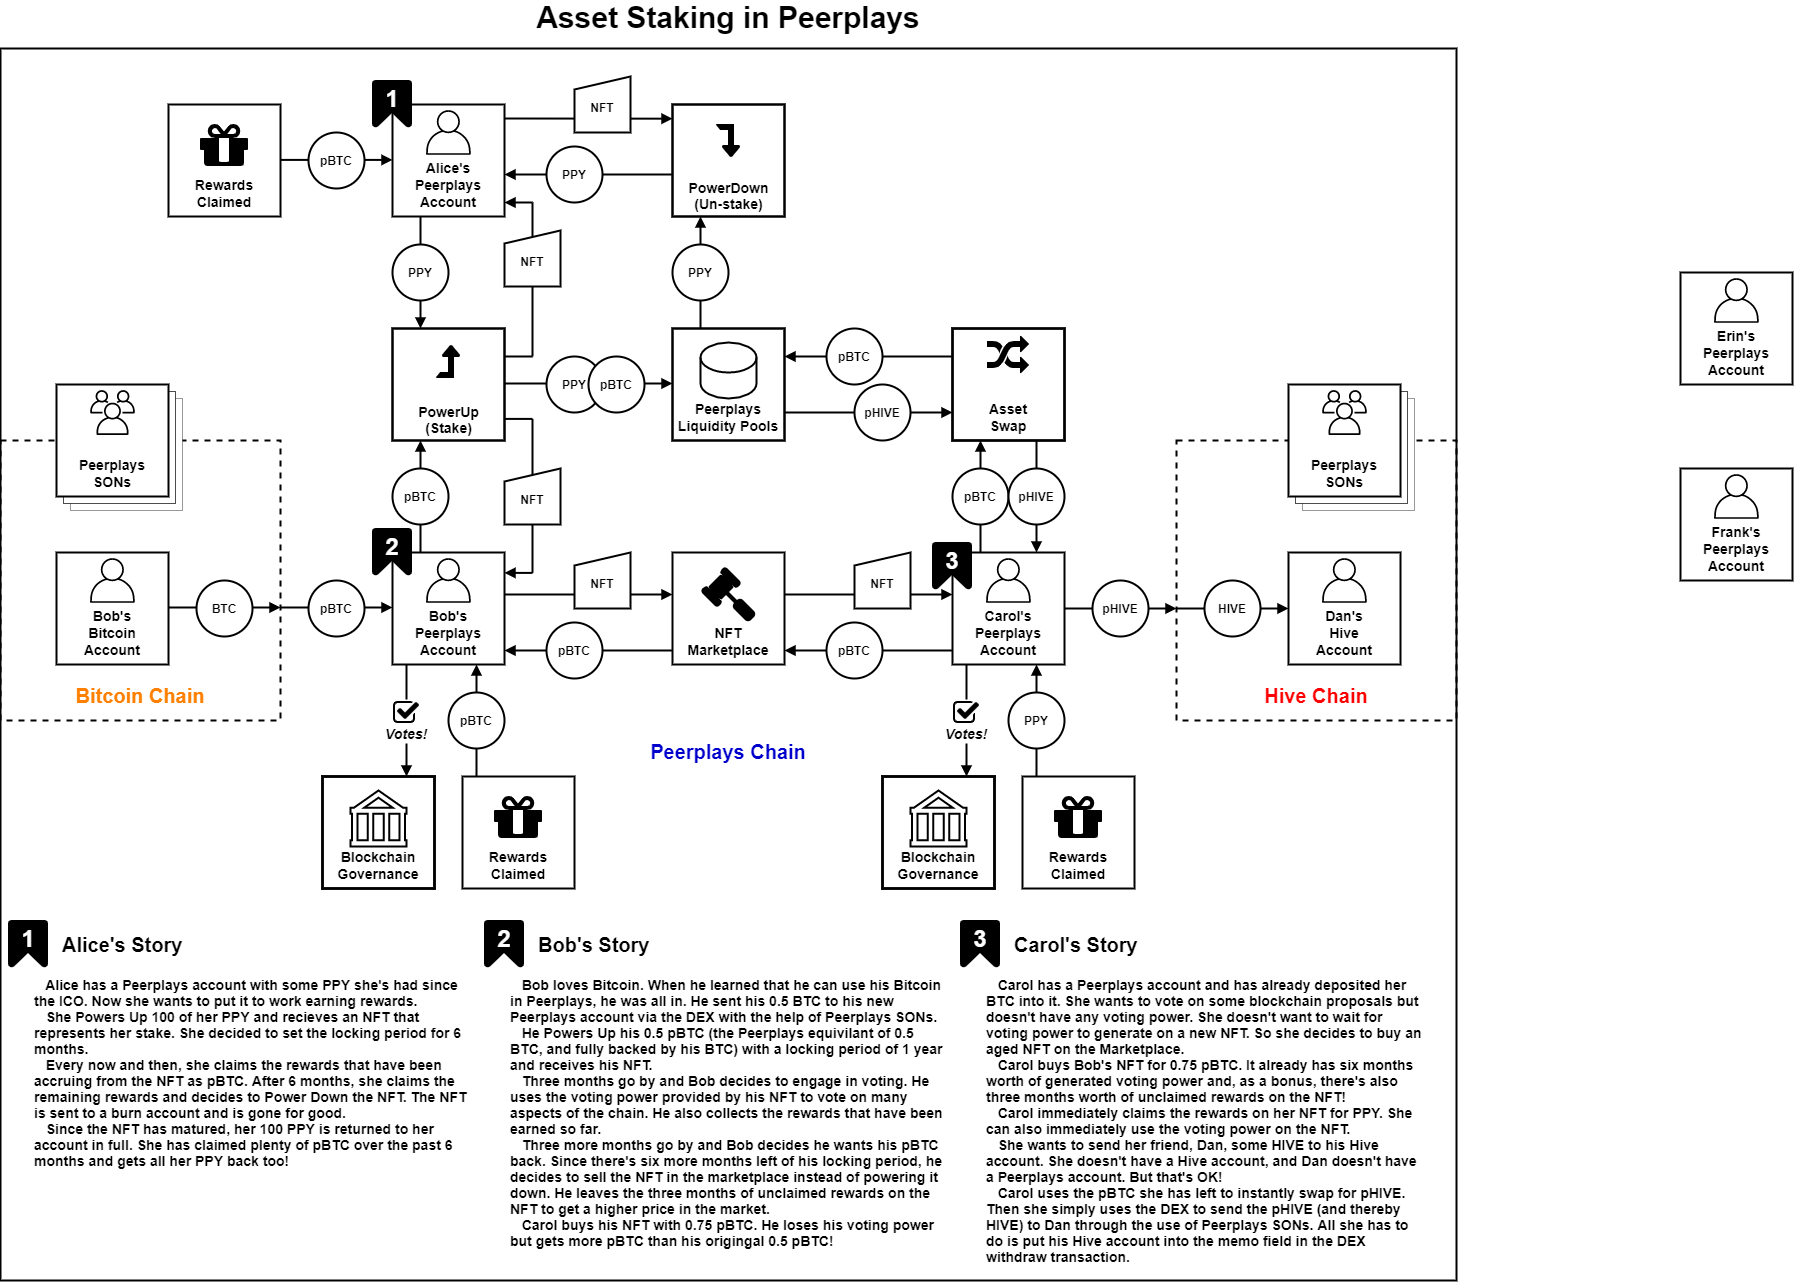 Asset Staking in Peerplays
1
NFT
Rewards
Claimed
pBTC
Alice's
Peerplays
Account
PPY
PowerDown
(Un-stake)
PPY
NFT
PPY
Erin's
Peerplays
Account
PowerUp
(Stake)
PPY
pBTC
Peerplays
Liquidity Pools
pBTC
pHIVE
Asset
Swap
Peerplays
SONs
Peerplays
SONs
pBTC
NFT
pBTC
pHIVE
Frank's
Peerplays
Account
2
3
Bob's
Bitcoin
Account
BTC
pBTC
Bob's
Peerplays
Account
NFT
pBTC
NFT
Marketplace
NFT
pBTC
Carol's
Peerplays
Account
pHIVE
HIVE
Dan's
Hive
Account
Bitcoin Chain
Hive Chain
Votes!
pBTC
Peerplays Chain
Votes!
PPY
Blockchain
Governance
Rewards
Claimed
Blockchain
Governance
Rewards
Claimed
1
Alice's Story
Alice has a Peerplays account with some PPY she's had since
the ICO. Now she wants to put it to work earning rewards.
She Powers Up 100 of her PPY and recieves an NFT that
represents her stake. She decided to set the locking period for 6
months.
Every now and then, she claims the rewards that have been
accruing from the NFT as pBTC. After 6 months, she claims the
remaining rewards and decides to Power Down the NFT. The NFT
is sent to a burn account and is gone for good.
Since the NFT has matured, her 100 PPY is returned to her
account in full. She has claimed plenty of pBTC over the past 6
months and gets all her PPY back too!
2
Bob's Story
Bob loves Bitcoin. When he learned that he can use his Bitcoin
in Peerplays, he was all in. He sent his 0.5 BTC to his new
Peerplays account via the DEX with the help of Peerplays SONs.
He Powers Up his 0.5 pBTC (the Peerplays equivilant of 0.5
BTC, and fully backed by his BTC) with a locking period of 1 year
and receives his NFT.
Three months go by and Bob decides to engage in voting. He
uses the voting power provided by his NFT to vote on many
aspects of the chain. He also collects the rewards that have been
earned so far.
Three more months go by and Bob decides he wants his pBTC
back. Since there's six more months left of his locking period, he
decides to sell the NFT in the marketplace instead of powering it
down. He leaves the three months of unclaimed rewards on the
NFT to get a higher price in the market.
Carol buys his NFT with 0.75 pBTC. He loses his voting power
but gets more pBTC than his origingal 0.5 pBTC!
3
Carol's Story
Carol has a Peerplays account and has already deposited her
BTC into it. She wants to vote on some blockchain proposals but
doesn't have any voting power. She doesn't want to wait for
voting power to generate on a new NFT. So she decides to buy an
aged NFT on the Marketplace.
Carol buys Bob's NFT for 0.75 pBTC. It already has six months
worth of generated voting power and, as a bonus, there's also
three months worth of unclaimed rewards on the NFT!
Carol immediately claims the rewards on her NFT for PPY. She
can also immediately use the voting power on the NFT.
She wants to send her friend, Dan, some HIVE to his Hive
account. She doesn't have a Hive account, and Dan doesn't have
a Peerplays account. But that's OK!
Carol uses the pBTC she has left to instantly swap for pHIVE.
Then she simply uses the DEX to send the pHIVE (and thereby
HIVE) to Dan through the use of Peerplays SONs. All she has to
do is put his Hive account into the memo field in the DEX
withdraw transaction.